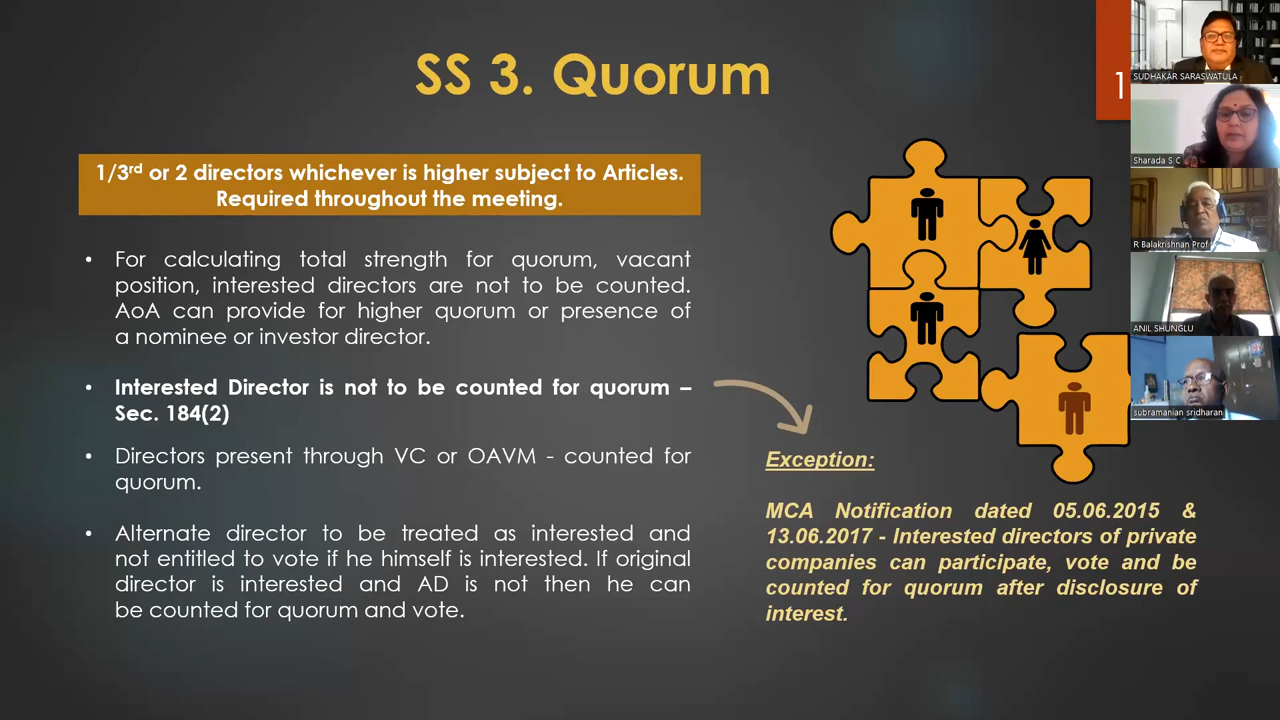 SS 3. Quorum
1
1/3rd or 2 directors whichever is higher subject to Articles.
Required throughout the meeting.
• For calculating total strength for quorum, vacant
position, interested directors are not to be counted.
AoA can provide for higher quorum or presence of
a nominee or investor director.
• Interested Director is not to be counted for quorum –
Sec. 184(2)
• Directors present through VC or OAVM - counted for
quorum.
• Alternate director to be treated as interested and
not entitled to vote if he himself is interested. If original
director is interested and AD is not then he can
be counted for quorum and vote.
Exception:
MCA Notification dated 05.06.2015 &
13.06.2017 - Interested directors of private
companies can participate, vote and be
counted for quorum after disclosure of
interest.
SUDHAKAR SARASWATULA
Sharada S C
R Balakrishnan Prof
ANIL SHUNGLU
subramanian sridharan